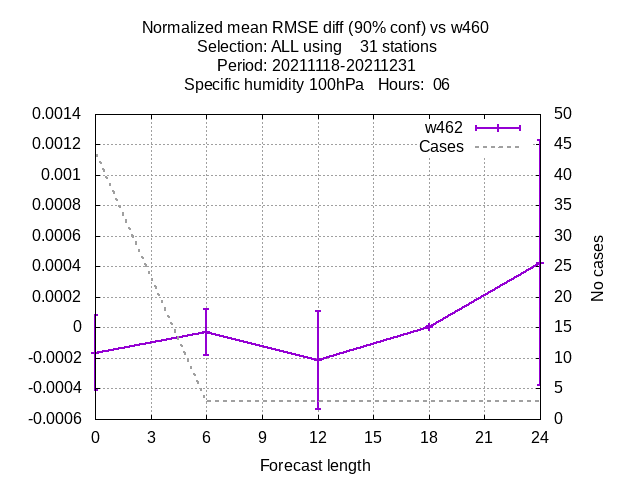 Normalized mean RMSE diff (90% conf) vs w460
Selection: ALL using    31 stations
Period: 20211118-20211231
Specific humidity 100hPa   Hours:  06
w462
Cases
0.0014
0.0012
0.001
0.0008
0.0006
0.0004
0.0002
0
-0.0002
-0.0004
-0.0006
50
45
40
35
30
25
20
15
10
5
0
No cases
0 3 6 9 12 15 18 21 24
Forecast length